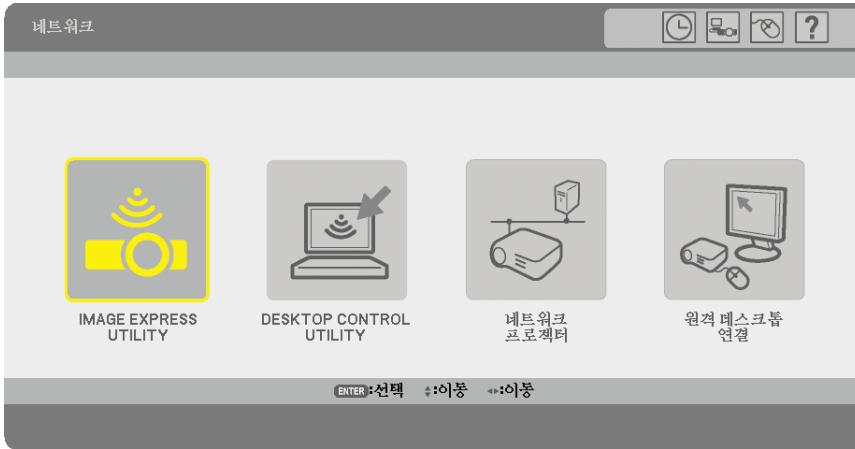 네트워크
?
IMAGE EXPRESS
UTILITY
DESKTOP CONTROL
UTILITY
네트워크
프로젝터
원격 데스크톱
연결
ENTER:선택 :이동 :이동